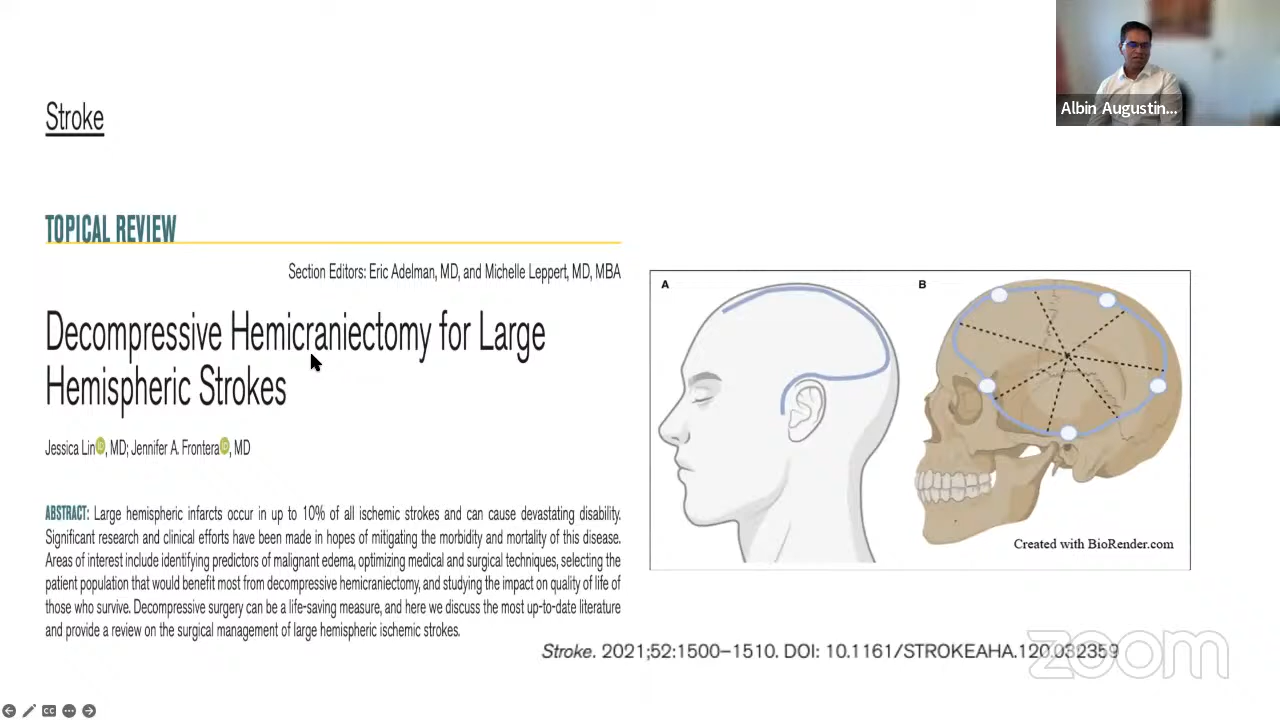 Stroke
Albin Augustin...
TOPICAL REVIEW
Section Editors: Eric Adelman, MD, and Michelle Leppert, MD, MBA
Decompressive Hemicraniectomy for Large
Hemispheric Strokes
Jessica Lin, MD; Jennifer A. Frontera, MD
ABSTRACT: Large hemispheric infarcts occur in up to 10% of all ischemic strokes and can cause devastating disability.
Significant research and clinical efforts have been made in hopes of mitigating the morbidity and mortality of this disease.
Areas of interest include identifying predictors of malignant edema, optimizing medical and surgical techniques, selecting the
patient population that would benefit most from decompressive hemicraniectomy, and studying the impact on quality of life of
those who survive. Decompressive surgery can be a life-saving measure, and here we discuss the most up-to-date literature
and provide a review on the surgical management of large hemispheric ischemic strokes.
A
B
Created with BioRender.com
Stroke. 2021;52:1500–1510. DOI: 10.1161/STROKEAHA.120.032359
zoom
CC